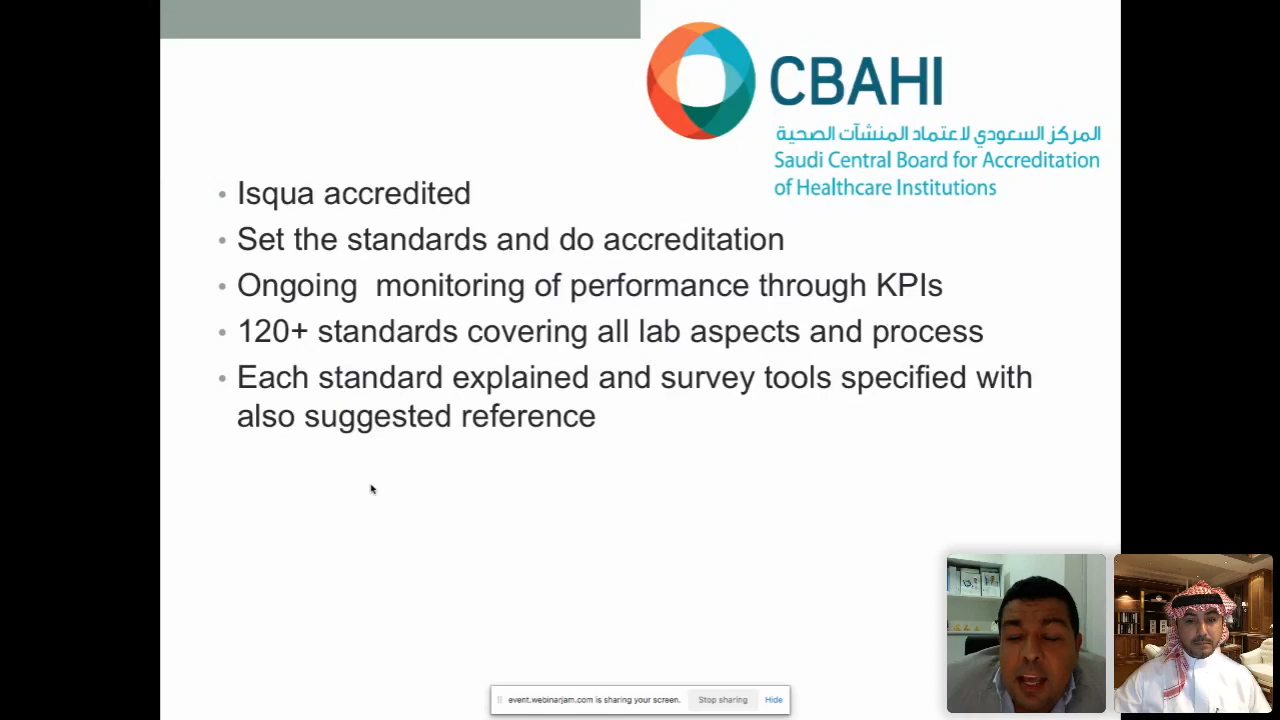 CBAHI
المركز السعودي لاعتماد المنشآت الصحية
Saudi Central Board for Accreditation
of Healthcare Institutions
• Isqua accredited
• Set the standards and do accreditation
• Ongoing  monitoring of performance through KPIs
• 120+ standards covering all lab aspects and process
• Each standard explained and survey tools specified with
also suggested reference
event.webinarjam.com is sharing your screen. Stop sharing Hide